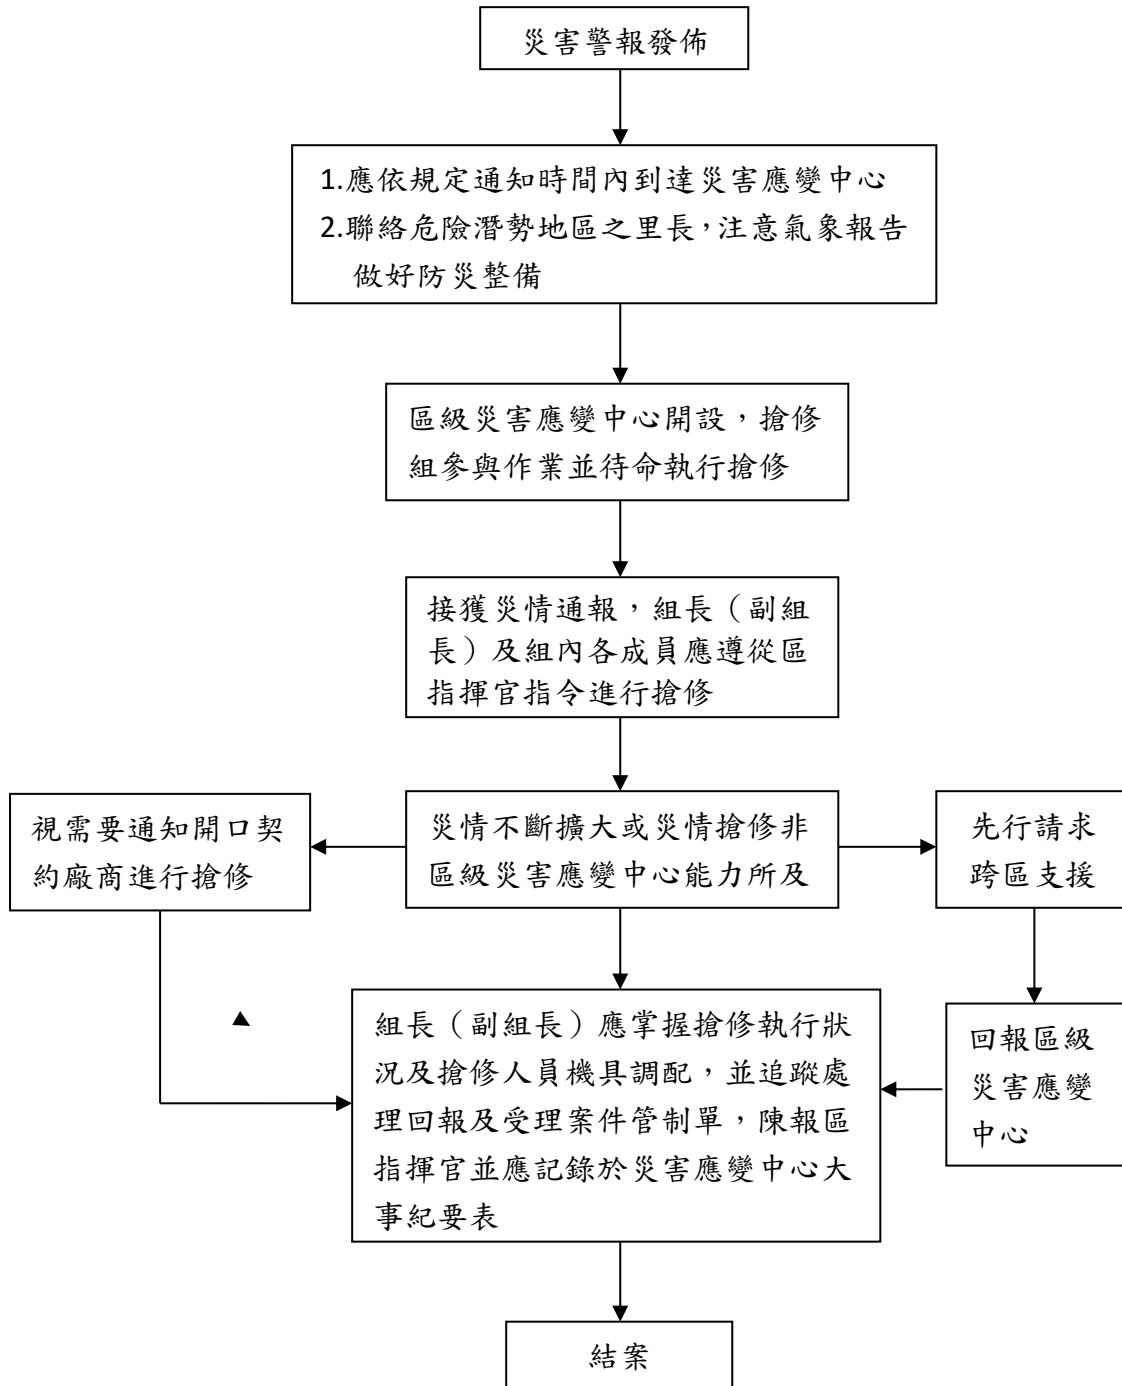 災害警報發佈
1.應依規定通知時間內到達災害應變中心
2.聯絡危險潛勢地區之里長,注意氣象報告
做好防災整備
區級災害應變中心開設，搶修
組參與作業並待命執行搶修
接獲災情通報，組長（副組
長）及組內各成員應遵從區
指揮官指令進行搶修
視需要通知開口契
約廠商進行搶修
災情不斷擴大或災情搶修非
區級災害應變中心能力所及
先行請求
跨區支援
組長（副組長）應掌握搶修執行狀
況及搶修人員機具調配，並追蹤處
理回報及受理案件管制單，陳報區
指揮官並應記錄於災害應變中心大
事紀要表
回報區級
災害應變
中心
結案